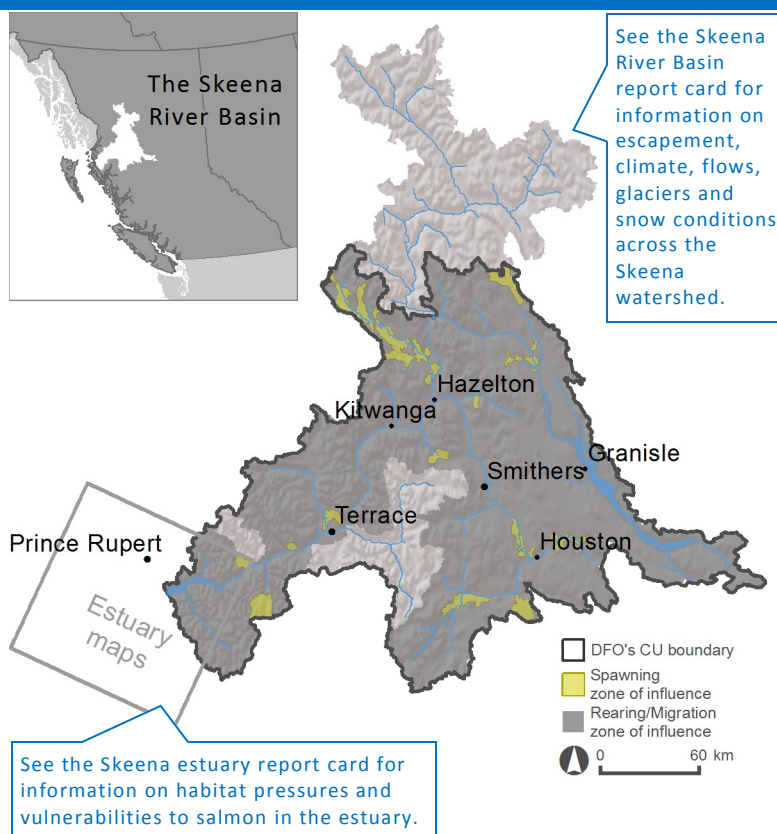 The Skeena
River Basin
See the Skeena
River Basin
report card for
information on
escapement,
climate, flows,
glaciers and
snow conditions
across the
Skeena
watershed.
Hazelton
Kitwanga
Granisle
Smithers
Terrace
Prince Rupert
Houston
Estuary
maps
DFO's CU boundary
Spawning
zone of influence
Rearing/Migration
zone of influence
0 60 km
See the Skeena estuary report card for
information on habitat pressures and
vulnerabilities to salmon in the estuary.